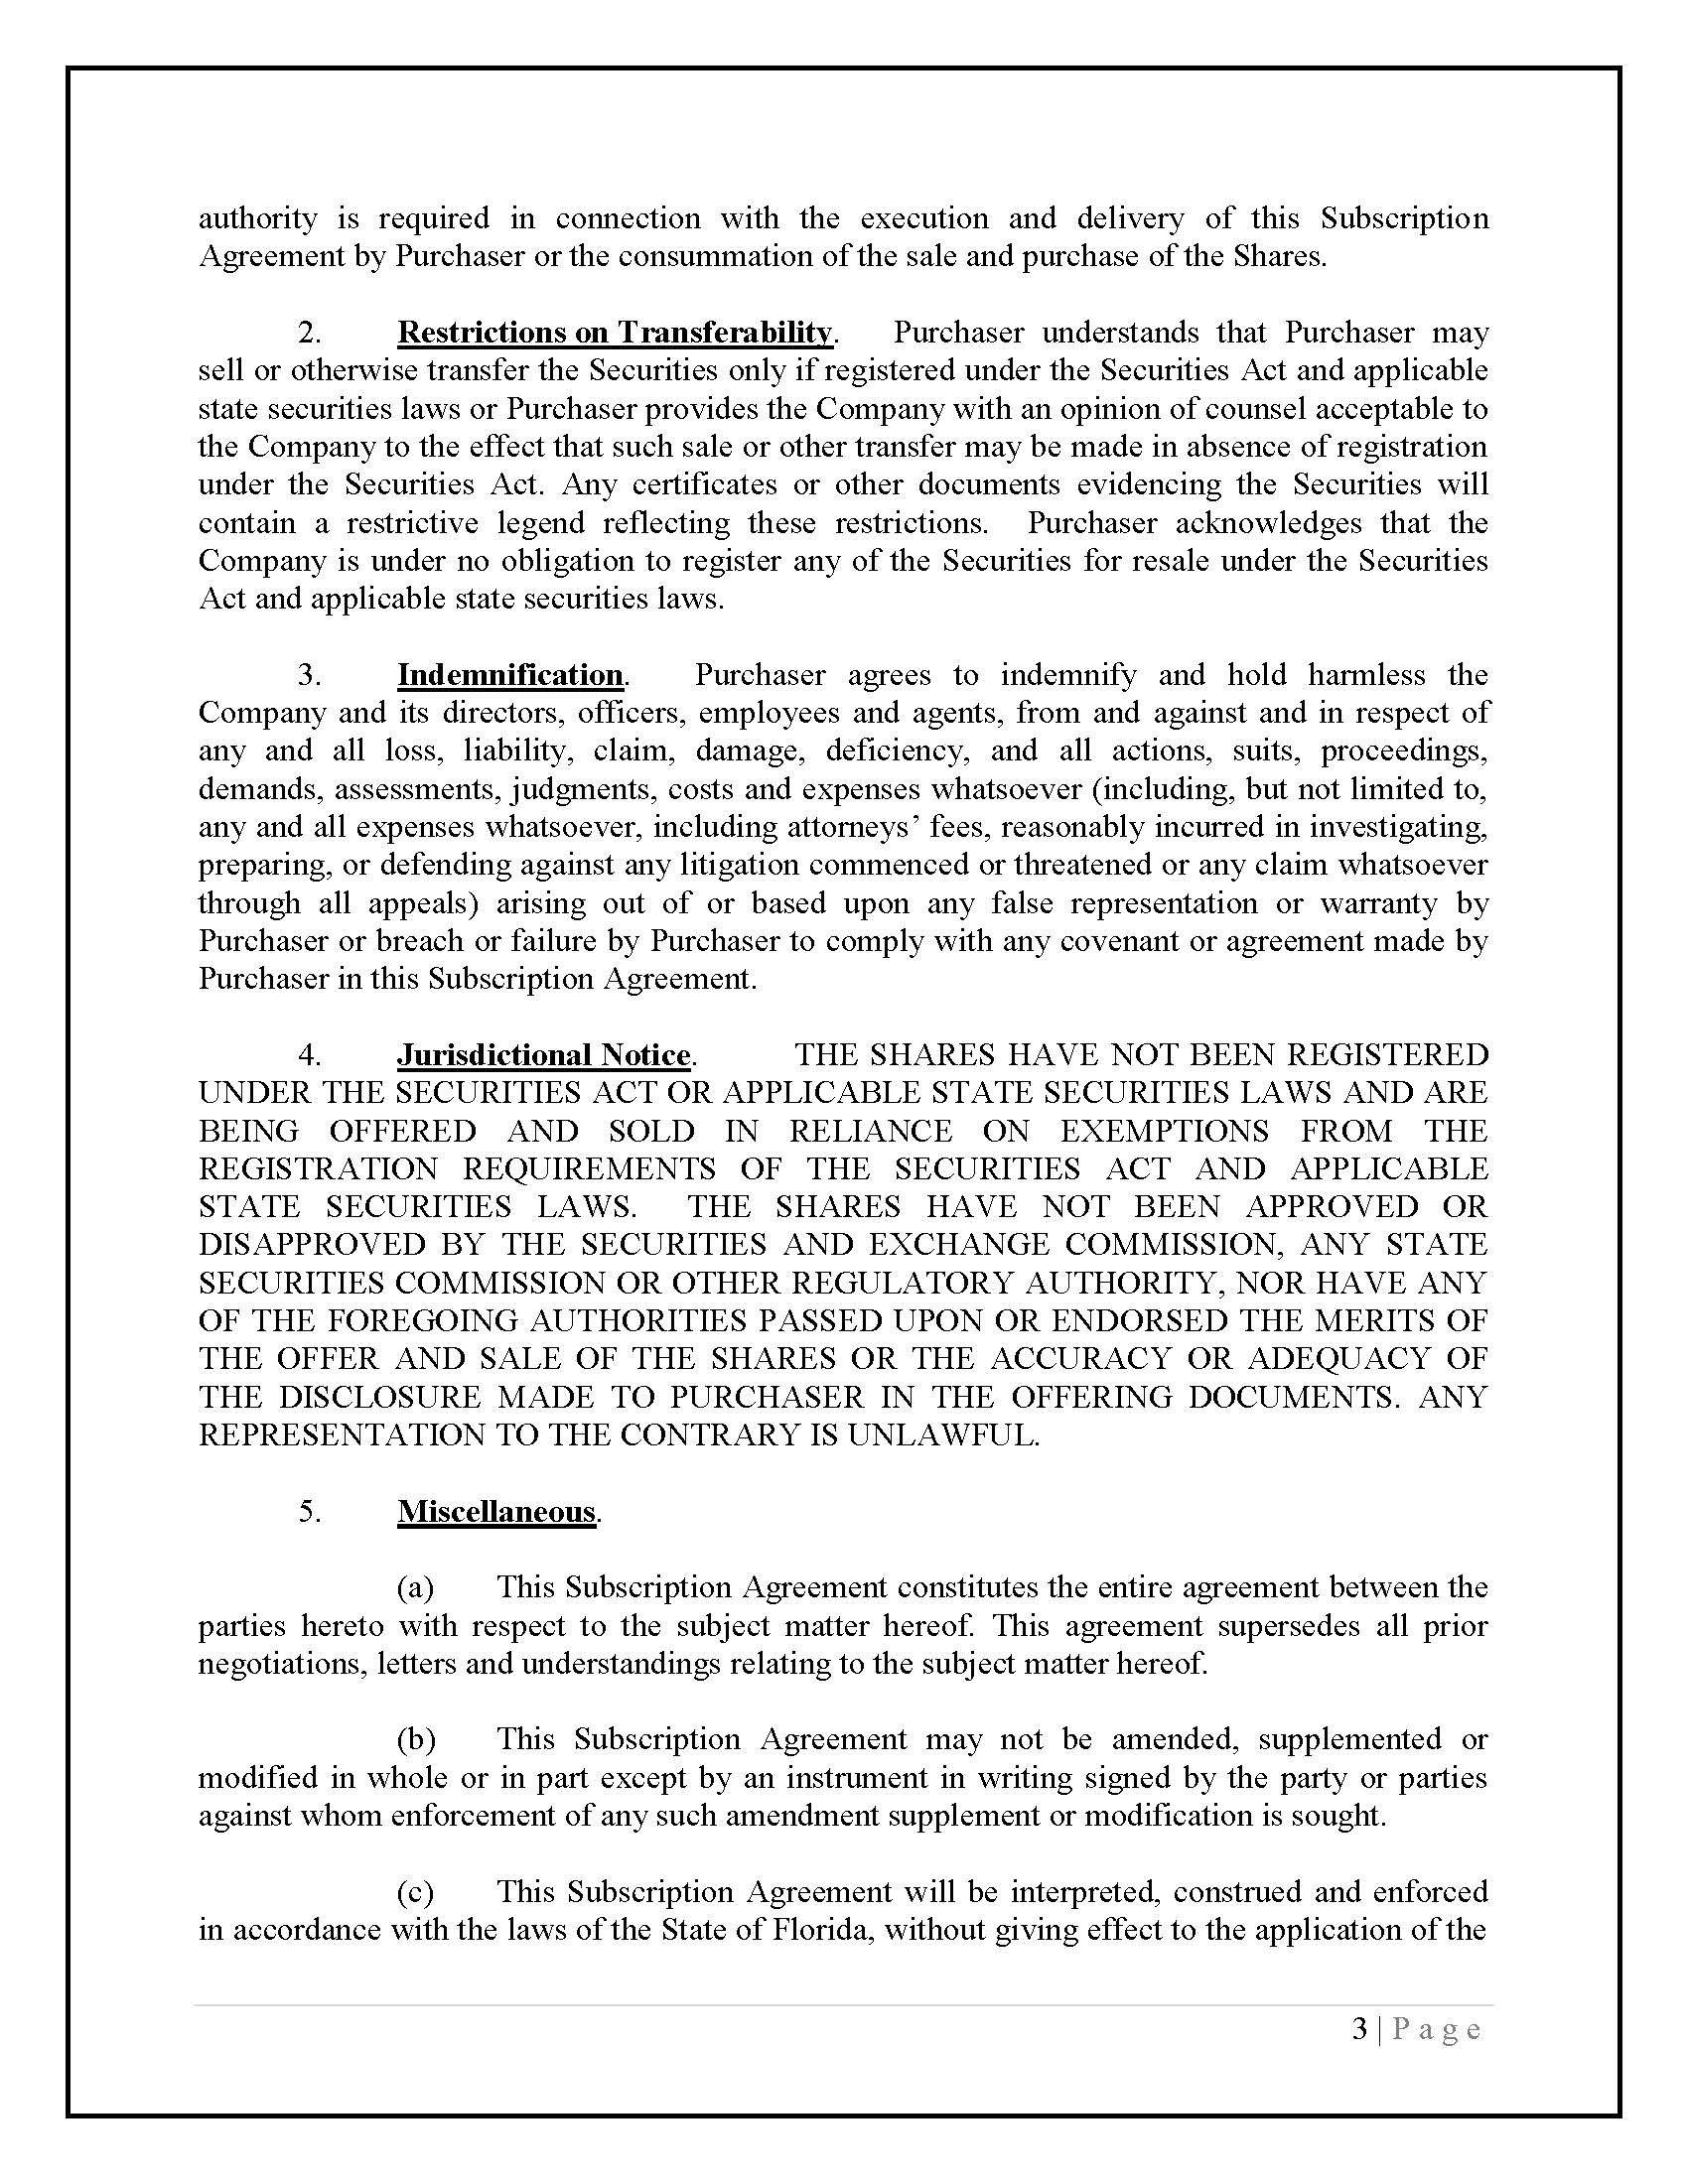 authority is required in connection with the execution and delivery of this Subscription
Agreement by Purchaser or the consummation of the sale and purchase of the Shares.
2. Restrictions on Transferability. Purchaser understands that Purchaser may
sell or otherwise transfer the Securities only if registered under the Securities Act and applicable
state securities laws or Purchaser provides the Company with an opinion of counsel acceptable to
the Company to the effect that such sale or other transfer may be made in absence of registration
under the Securities Act. Any certificates or other documents evidencing the Securities will
contain a restrictive legend reflecting these restrictions. Purchaser acknowledges that the
Company is under no obligation to register any of the Securities for resale under the Securities
Act and applicable state securities laws.
3. Indemnification. Purchaser agrees to indemnify and hold harmless the
Company and its directors, officers, employees and agents, from and against and in respect of
any and all loss, liability, claim, damage, deficiency, and all actions, suits, proceedings,
demands, assessments, judgments, costs and expenses whatsoever (including, but not limited to,
any and all expenses whatsoever, including attorneys’ fees, reasonably incurred in investigating,
preparing, or defending against any litigation commenced or threatened or any claim whatsoever
through all appeals) arising out of or based upon any false representation or warranty by
Purchaser or breach or failure by Purchaser to comply with any covenant or agreement made by
Purchaser in this Subscription Agreement.
4. Jurisdictional Notice. THE SHARES HAVE NOT BEEN REGISTERED
UNDER THE SECURITIES ACT OR APPLICABLE STATE SECURITIES LAWS AND ARE
BEING OFFERED AND SOLD IN RELIANCE ON EXEMPTIONS FROM THE
REGISTRATION REQUIREMENTS OF THE SECURITIES ACT AND APPLICABLE
STATE SECURITIES LAWS. THE SHARES HAVE NOT BEEN APPROVED OR
DISAPPROVED BY THE SECURITIES AND EXCHANGE COMMISSION, ANY STATE
SECURITIES COMMISSION OR OTHER REGULATORY AUTHORITY, NOR HAVE ANY
OF THE FOREGOING AUTHORITIES PASSED UPON OR ENDORSED THE MERITS OF
THE OFFER AND SALE OF THE SHARES OR THE ACCURACY OR ADEQUACY OF
THE DISCLOSURE MADE TO PURCHASER IN THE OFFERING DOCUMENTS. ANY
REPRESENTATION TO THE CONTRARY IS UNLAWFUL.
5. Miscellaneous.
(a) This Subscription Agreement constitutes the entire agreement between the
parties hereto with respect to the subject matter hereof. This agreement supersedes all prior
negotiations, letters and understandings relating to the subject matter hereof.
(b) This Subscription Agreement may not be amended, supplemented or
modified in whole or in part except by an instrument in writing signed by the party or parties
against whom enforcement of any such amendment supplement or modification is sought.
(c) This Subscription Agreement will be interpreted, construed and enforced
in accordance with the laws of the State of Florida, without giving effect to the application of the
3 | P a g e